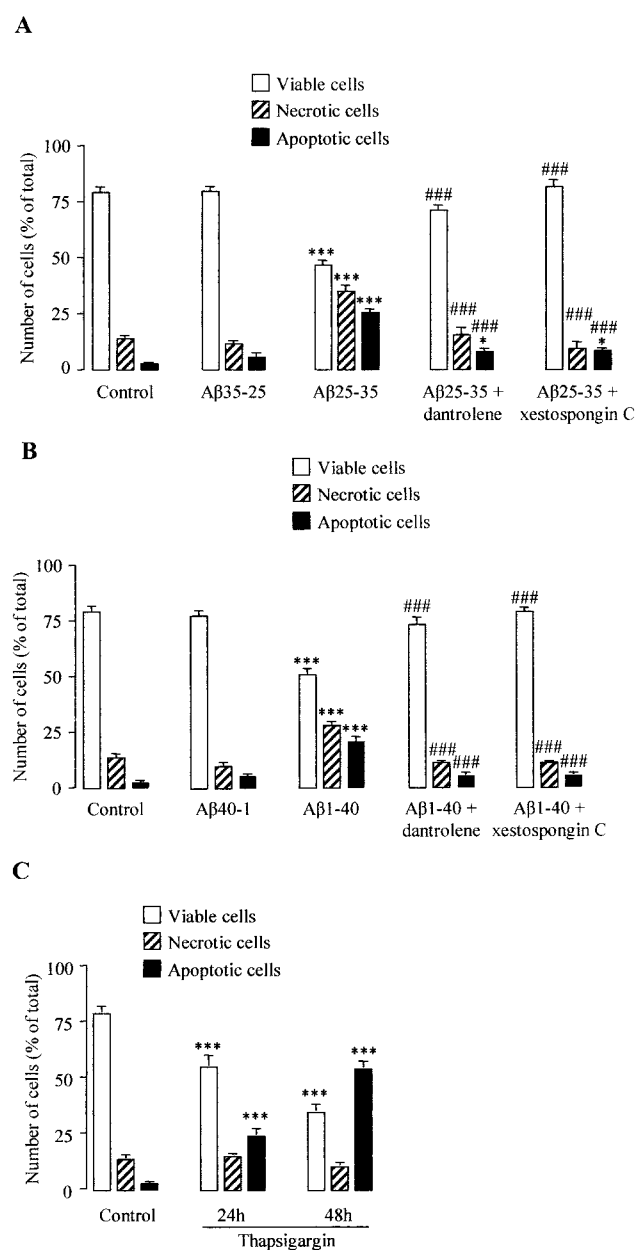 A
Viable cells
Necrotic cells
Apoptotic cells
Number of cells (% of total)
100
75
50
25
0
***
***
***
###
###
###
*
###
###
###
*
Control
Aβ35-25
Aβ25-35
Aβ25-35 +
dantrolene
Aβ25-35 +
xestospongin C
B
Viable cells
Necrotic cells
Apoptotic cells
Number of cells (% of total)
100
75
50
25
0
***
***
***
###
###
###
###
###
###
Control
Aβ40-1
Aβ1-40
Aβ1-40 +
dantrolene
Aβ1-40 +
xestospongin C
C
Viable cells
Necrotic cells
Apoptotic cells
Number of cells (% of total)
100
75
50
25
0
***
***
***
***
Control
24h
48h
Thapsigargin